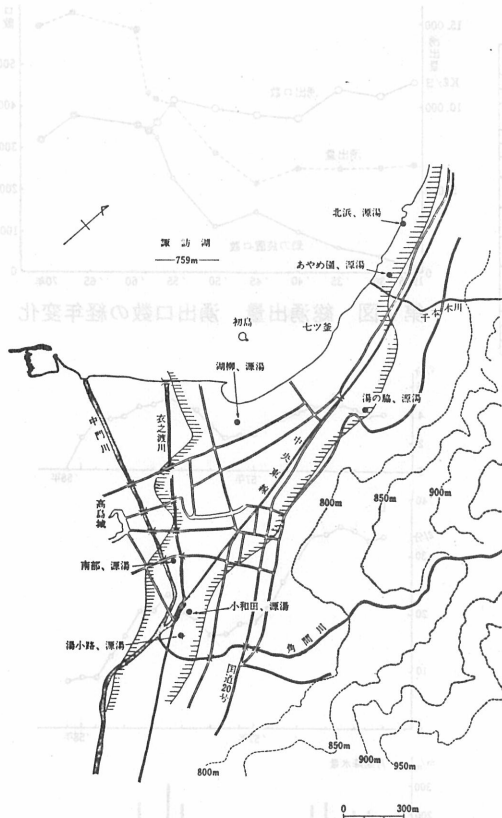 北浜、源湯
諏訪湖
759m
あやめ園、源湯
七ツ釜
千本木川
初島
湖柳、源湯
湯の脇、源湯
中門川
衣之渡川
中央東線
800m
850m
900m
高島城
南部、源湯
小和田、源湯
湯小路、源湯
角間川
国道20号
850m
900m
950m
800m
0 300m